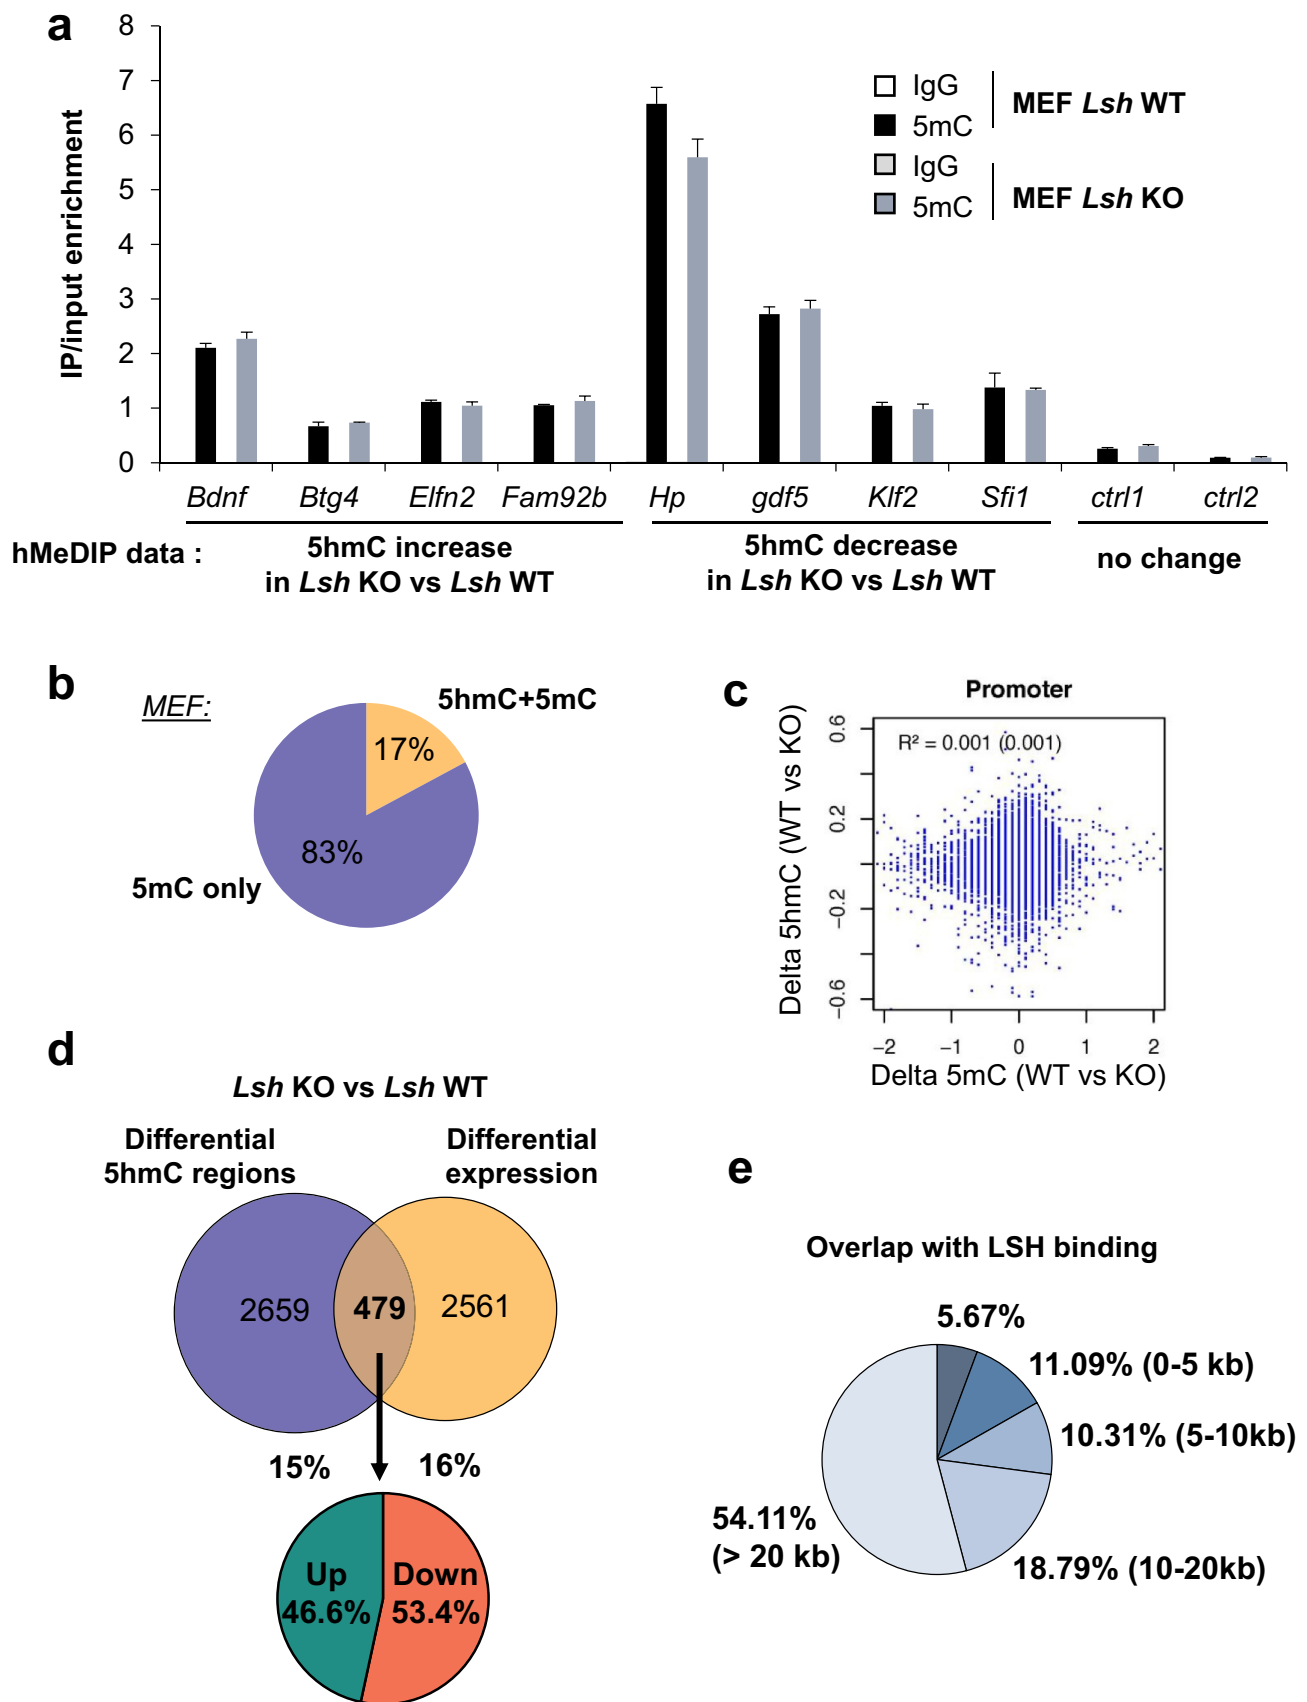 a
8
7
6
5
4
3
2
1
0
IP/input enrichment
IgG
5mC
MEF Lsh WT
IgG
5mC
MEF Lsh KO
Bdnf Btg4 Elfn2 Fam92b Hp gdf5 Klf2 Sfi1 ctrl1 ctrl2
hMeDIP data :
5hmC increase
in Lsh KO vs Lsh WT
5hmC decrease
in Lsh KO vs Lsh WT
no change
b
MEF:
5hmC+5mC
17%
83%
5mC only
c
Promoter
R² = 0.001 (0.001)
0.6
0.2
−0.2
−0.6
Delta 5hmC (WT vs KO)
−2 −1 0 1 2
Delta 5mC (WT vs KO)
d
Lsh KO vs Lsh WT
Differential
5hmC regions
Differential
expression
2659 479 2561
15% 16%
Up
46.6%
Down
53.4%
e
Overlap with LSH binding
5.67%
11.09% (0-5 kb)
10.31% (5-10kb)
18.79% (10-20kb)
54.11%
(> 20 kb)